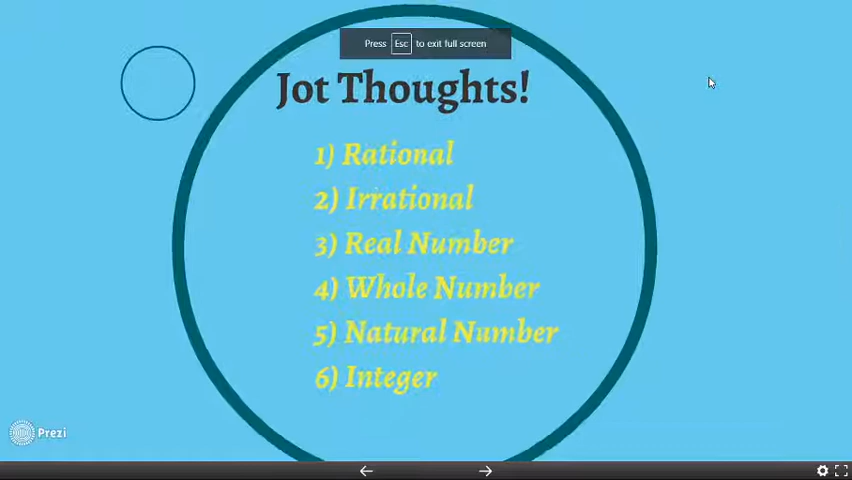 Press Esc to exit full screen
Jot Thoughts!
1) Rational
2) Irrational
3) Real Number
4) Whole Number
5) Natural Number
6) Integer
Prezi